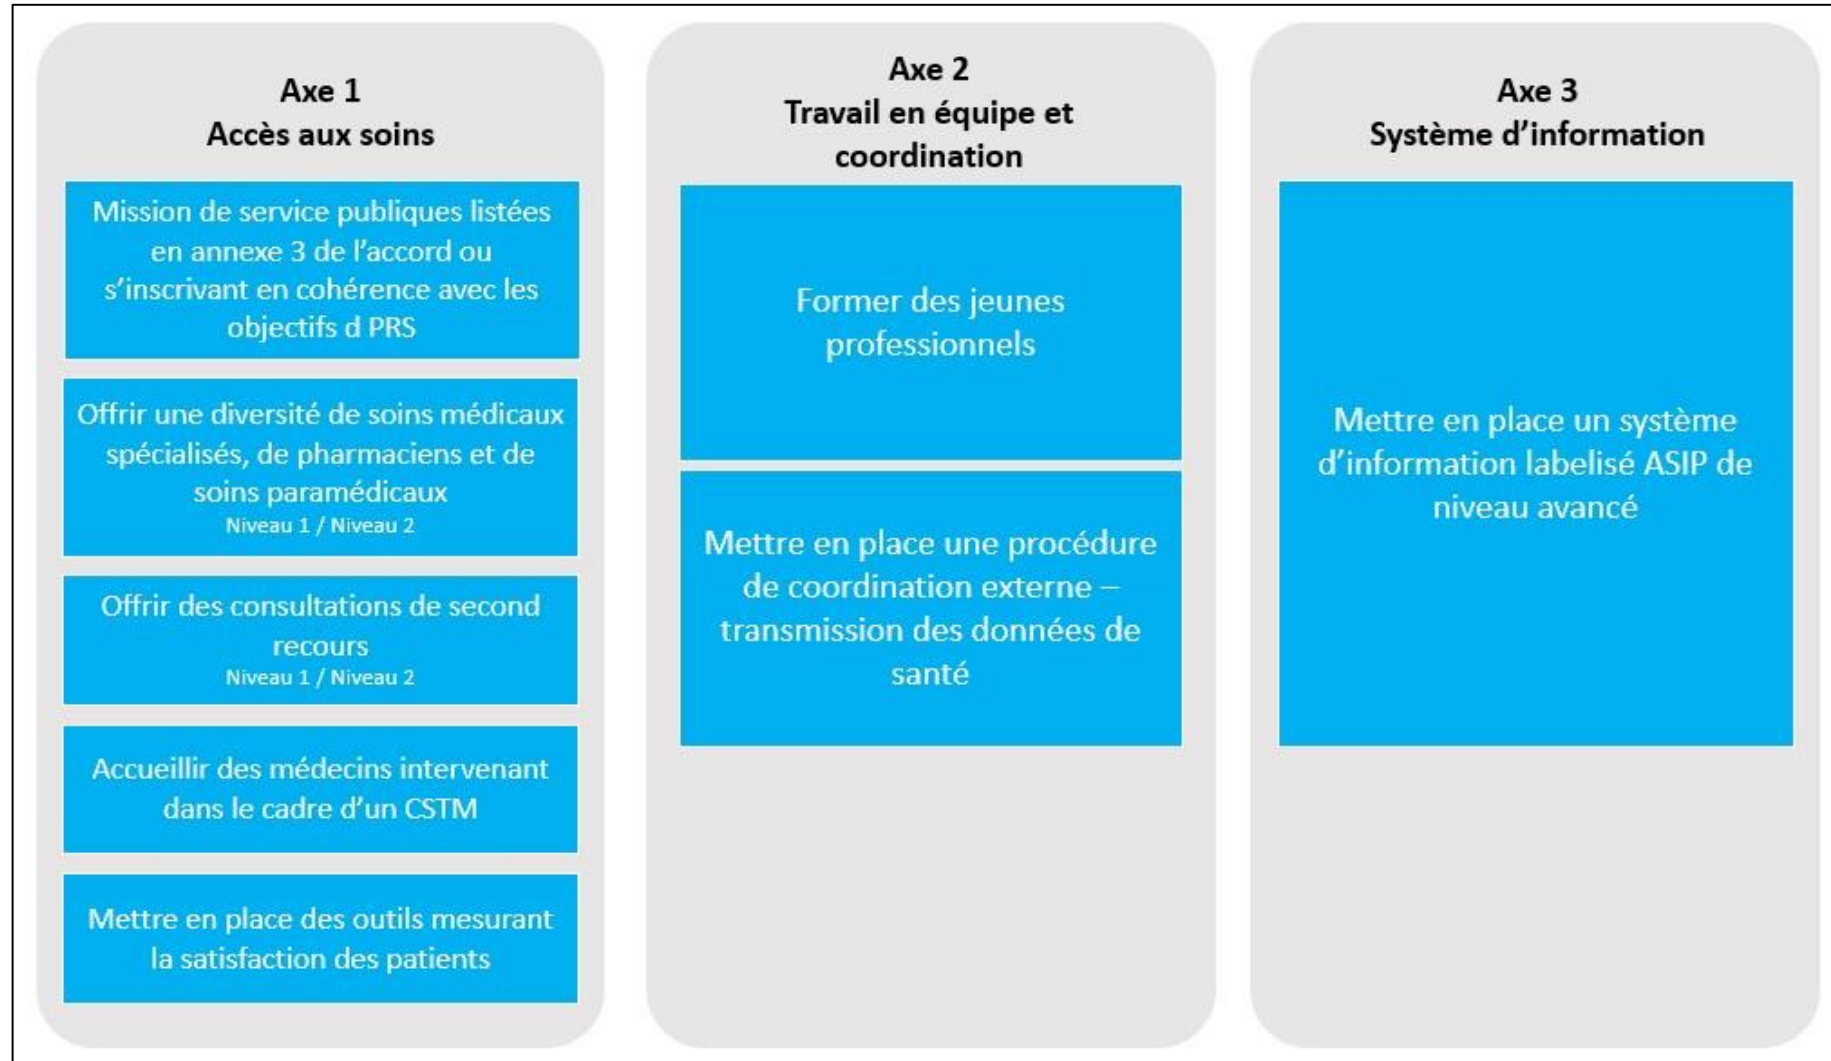 Axe 1
Accès aux soins
Mission de service publiques listées
en annexe 3 de l’accord ou
s’inscrivant en cohérence avec les
objectifs d PRS
Offrir une diversité de soins médicaux
spécialisés, de pharmaciens et de
soins paramédicaux
Niveau 1 / Niveau 2
Offrir des consultations de second
recours
Niveau 1 / Niveau 2
Accueillir des médecins intervenant
dans le cadre d’un CSTM
Mettre en place des outils mesurant
la satisfaction des patients
Axe 2
Travail en équipe et
coordination
Former des jeunes
professionnels
Mettre en place une procédure
de coordination externe –
transmission des données de
santé
Axe 3
Système d’information
Mettre en place un système
d’information labelisé ASIP de
niveau avancé